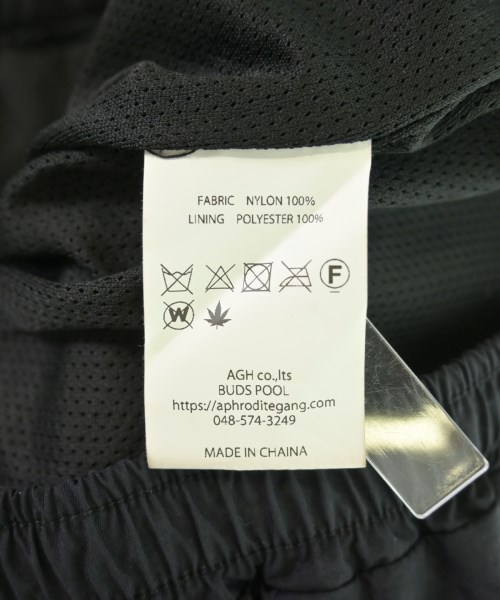 FABRIC NYLON 100%
LINING POLYESTER 100%
F
W
AGH co.,lts
BUDS POOL
https://aphroditegang.com
048-574-3249
MADE IN CHAINA